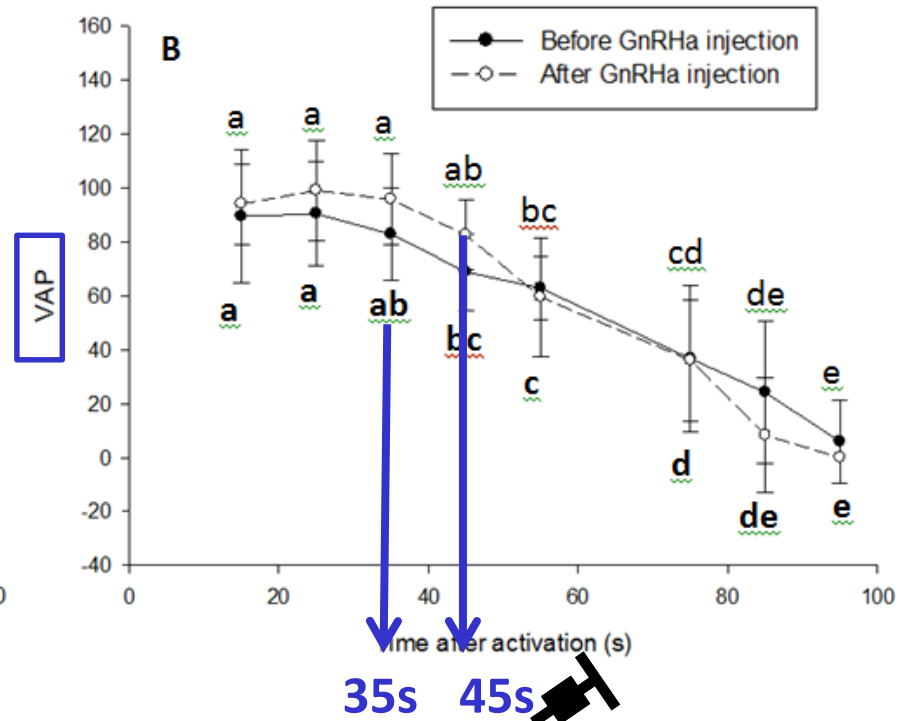 160
B
Before GnRHa injection
After GnRHa injection
140
120
a a a
ab
100
bc
80
cd
60
VAP
a a ab
de
40
bc
c
e
20
0
d
-20
de e
-40
0 0 20 40 60 80 100
Time after activation (s)
35s 45s